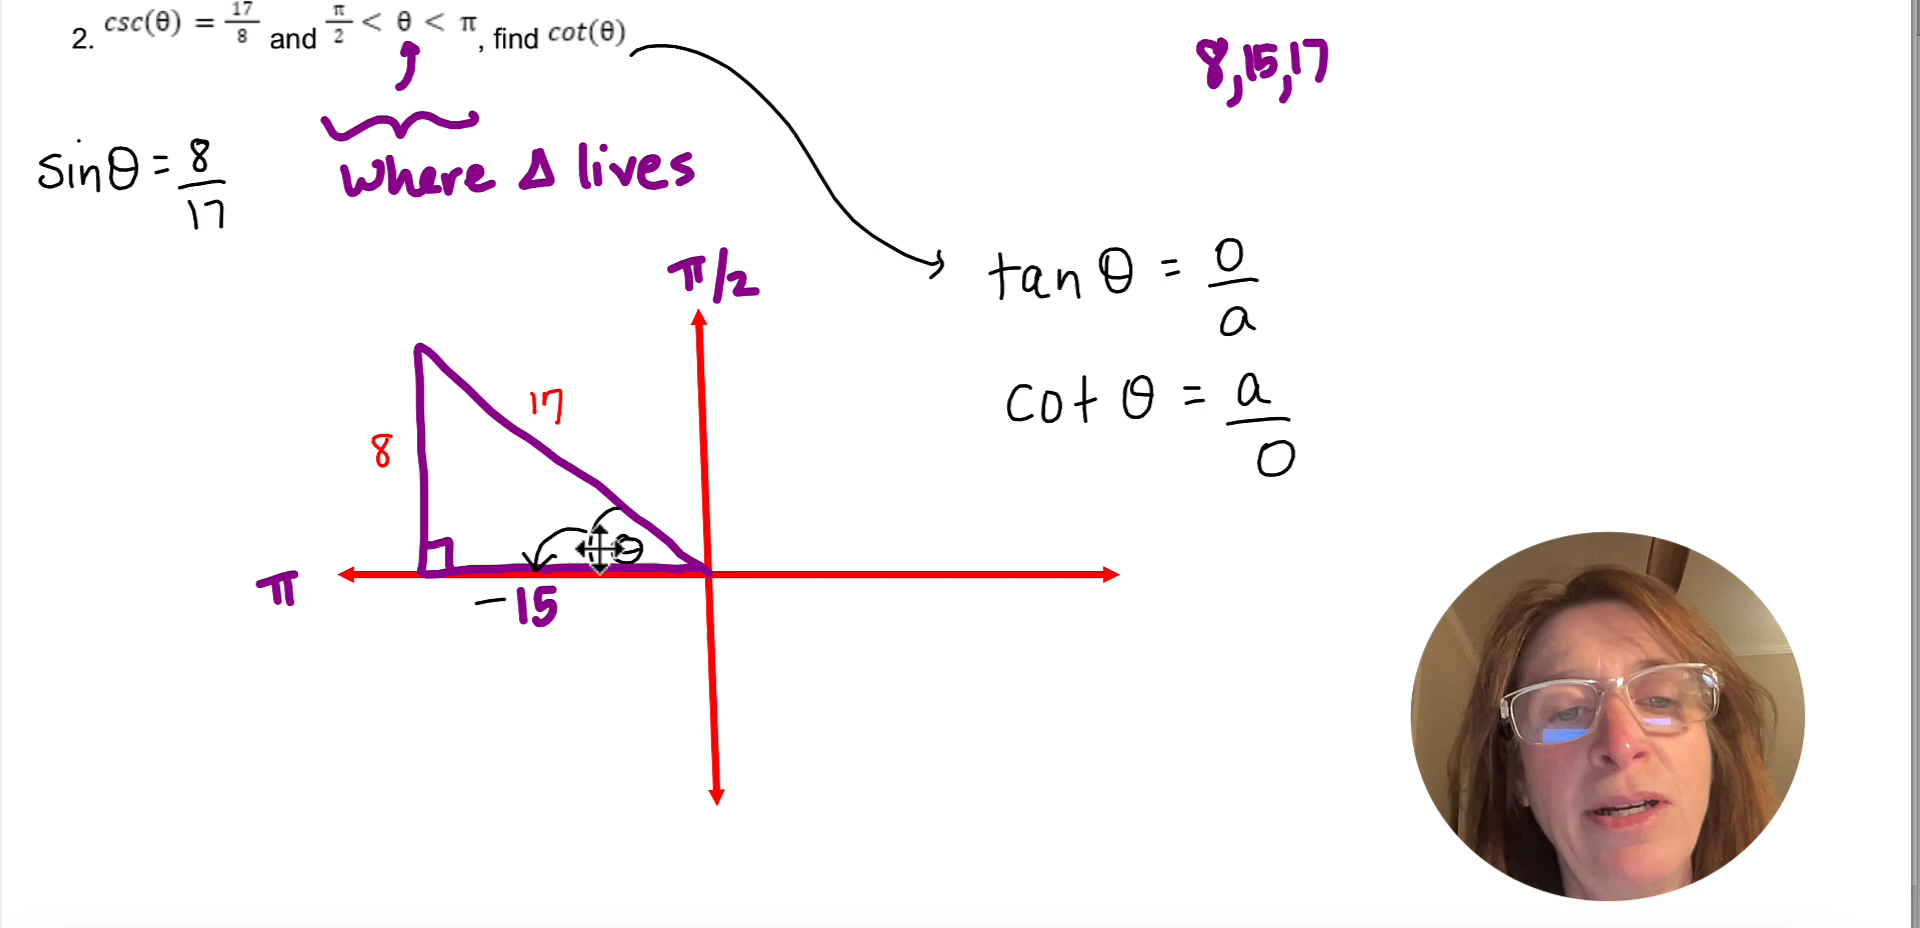 2. csc(θ) = 17/8 and π/2 < θ < π, find cot(θ)
8,15,17
sinθ = 8/17
where Δ lives
π/2
tan θ = o/a
cot θ = a/o
17
8
θ
π
-15